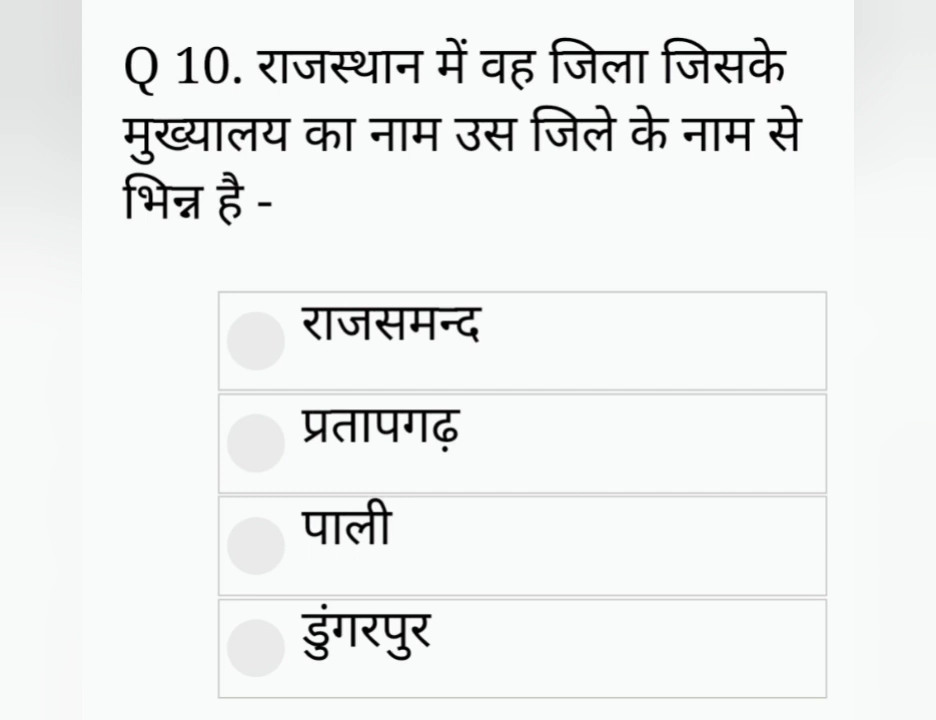 Q 10. राजस्थान में वह जिला जिसके
मुख्यालय का नाम उस जिले के नाम से
भिन्न है -
राजसमन्द
प्रतापगढ़
पाली
डुंगरपुर